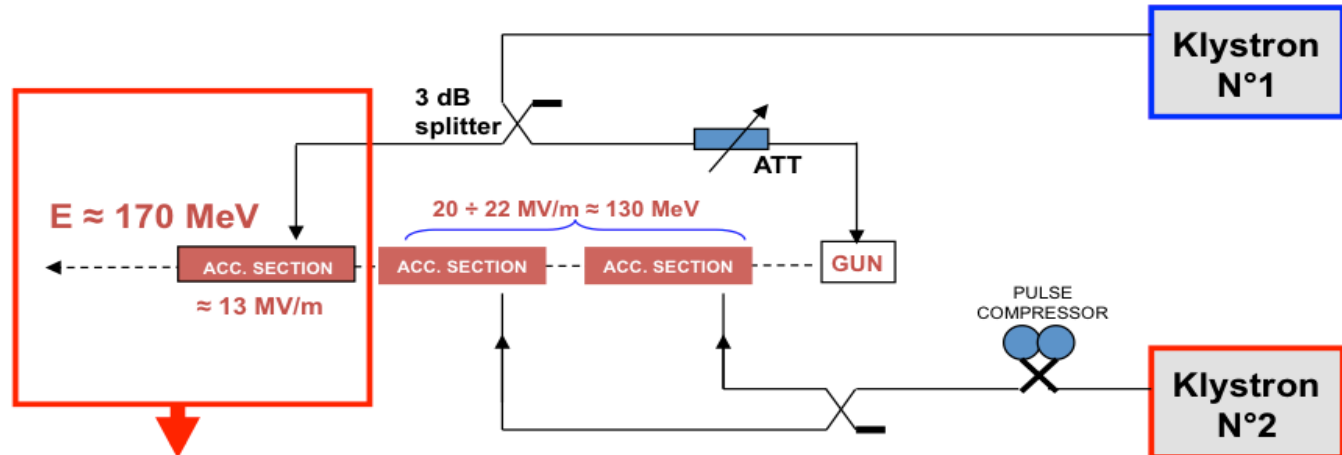 Klystron
N°1
3 dB
splitter
ATT
E ≈ 170 MeV
20 ÷ 22 MV/m ≈ 130 MeV
ACC. SECTION
ACC. SECTION
ACC. SECTION
GUN
≈ 13 MV/m
PULSE
COMPRESSOR
Klystron
N°2